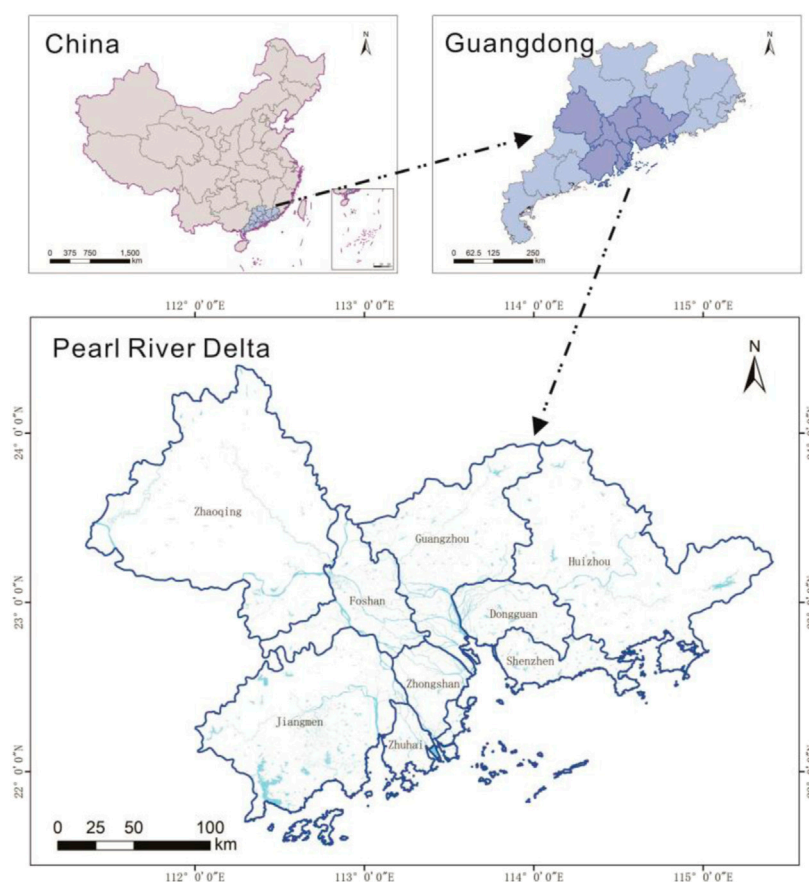 China
N
0 375 750 1,500
km
Guangdong
N
0 62.5 125 250
km
112° 0′0″E 113° 0′0″E 114° 0′0″E 115° 0′0″E
Pearl River Delta
N
24° 0′0″N
Zhaoqing
Guangzhou
Huizhou
23° 0′0″N
Foshan
Dongguan
Shenzhen
Zhongshan
Jiangmen
Zhuhai
22° 0′0″N
0 25 50 100
km
112° 0′0″E 113° 0′0″E 114° 0′0″E 115° 0′0″E